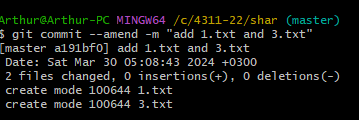 Arthur@Arthur-PC MINGW64 /c/4311-22/shar (master)
$ git commit --amend -m "add 1.txt and 3.txt"
[master a191bf0] add 1.txt and 3.txt
 Date: Sat Mar 30 05:08:43 2024 +0300
 2 files changed, 0 insertions(+), 0 deletions(-)
 create mode 100644 1.txt
 create mode 100644 3.txt